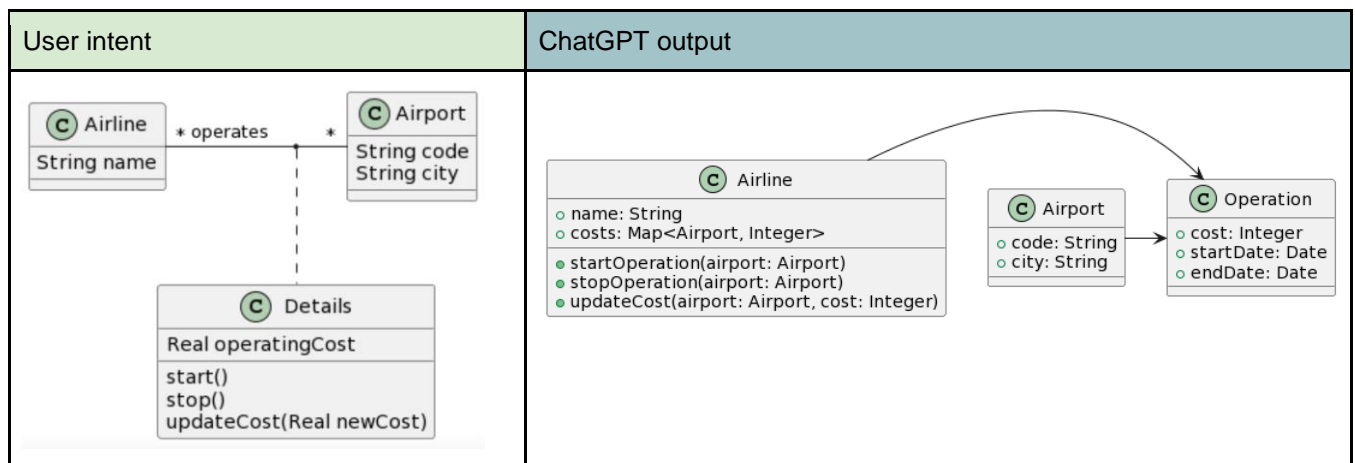 User intent
ChatGPT output
C Airline
String name
* operates *
C Airport
String code
String city
C Details
Real operatingCost
start()
stop()
updateCost(Real newCost)
C Airline
name: String
costs: Map<Airport, Integer>
startOperation(airport: Airport)
stopOperation(airport: Airport)
updateCost(airport: Airport, cost: Integer)
C Airport
code: String
city: String
C Operation
cost: Integer
startDate: Date
endDate: Date